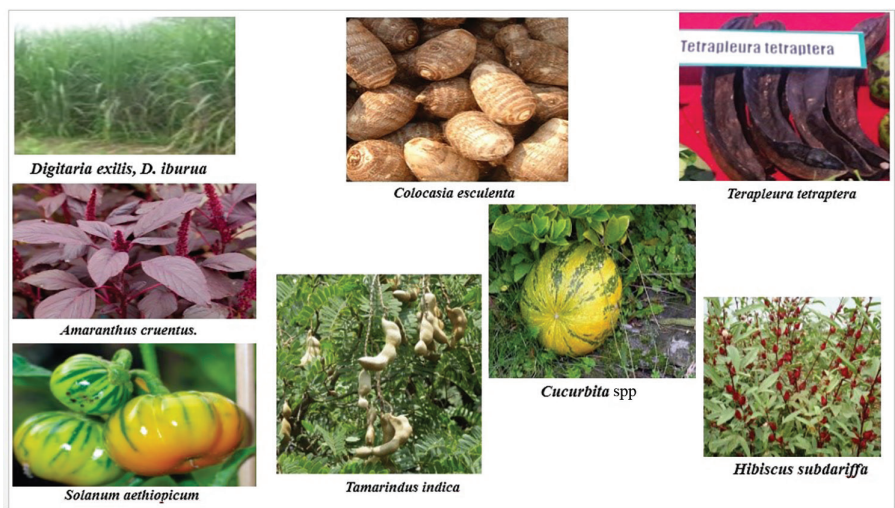 Tetrapleura tetraptera
Digitaria exilis, D. iburua
Colocasia esculenta
Terapleura tetraptera
Amaranthus cruentus.
Cucurbita spp
Hibiscus subdariffa
Tamarindus indica
Solanum aethiopicum